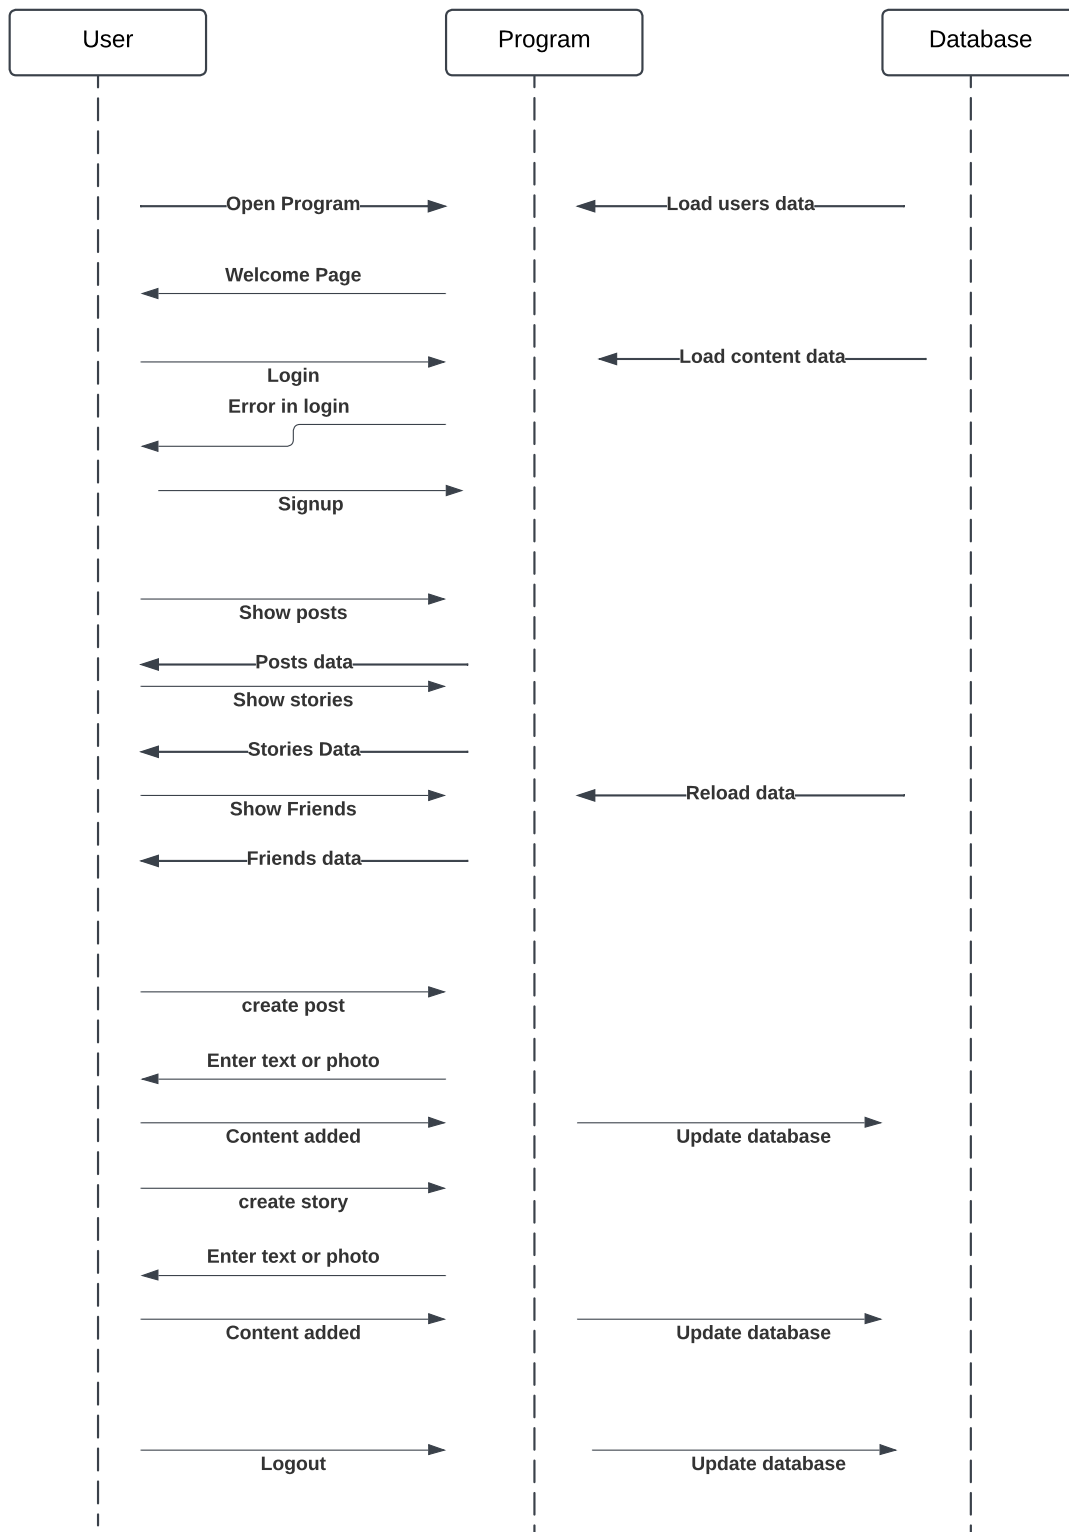 User
Program
Database
Open Program
Load users data
Welcome Page
Login
Load content data
Error in login
Signup
Show posts
Posts data
Show stories
Stories Data
Show Friends
Reload data
Friends data
create post
Enter text or photo
Content added
Update database
create story
Enter text or photo
Content added
Update database
Logout
Update database